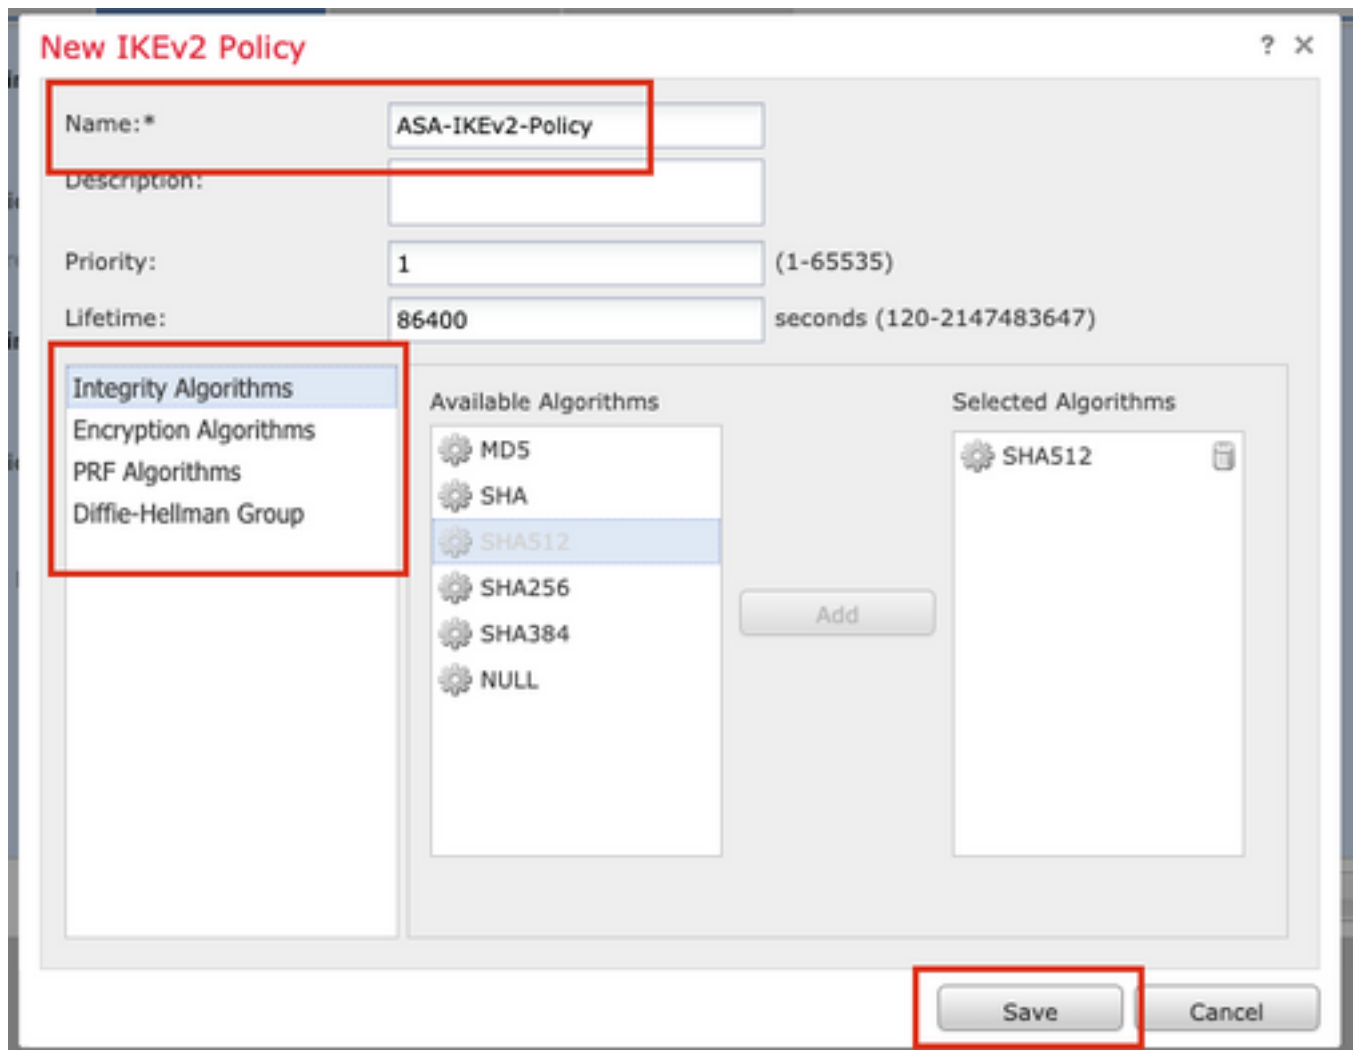 New IKEv2 Policy
? ×
Name:* ASA-IKEv2-Policy
Description:
Priority: 1 (1-65535)
Lifetime: 86400 seconds (120-2147483647)
Integrity Algorithms
Encryption Algorithms
PRF Algorithms
Diffie-Hellman Group
Available Algorithms
MD5
SHA
SHA512
SHA256
SHA384
NULL
Add
Selected Algorithms
SHA512
Save Cancel